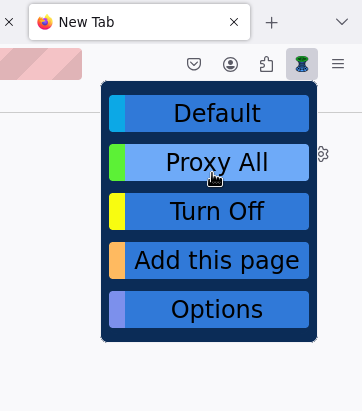 New Tab
Default
Proxy All
Turn Off
Add this page
Options